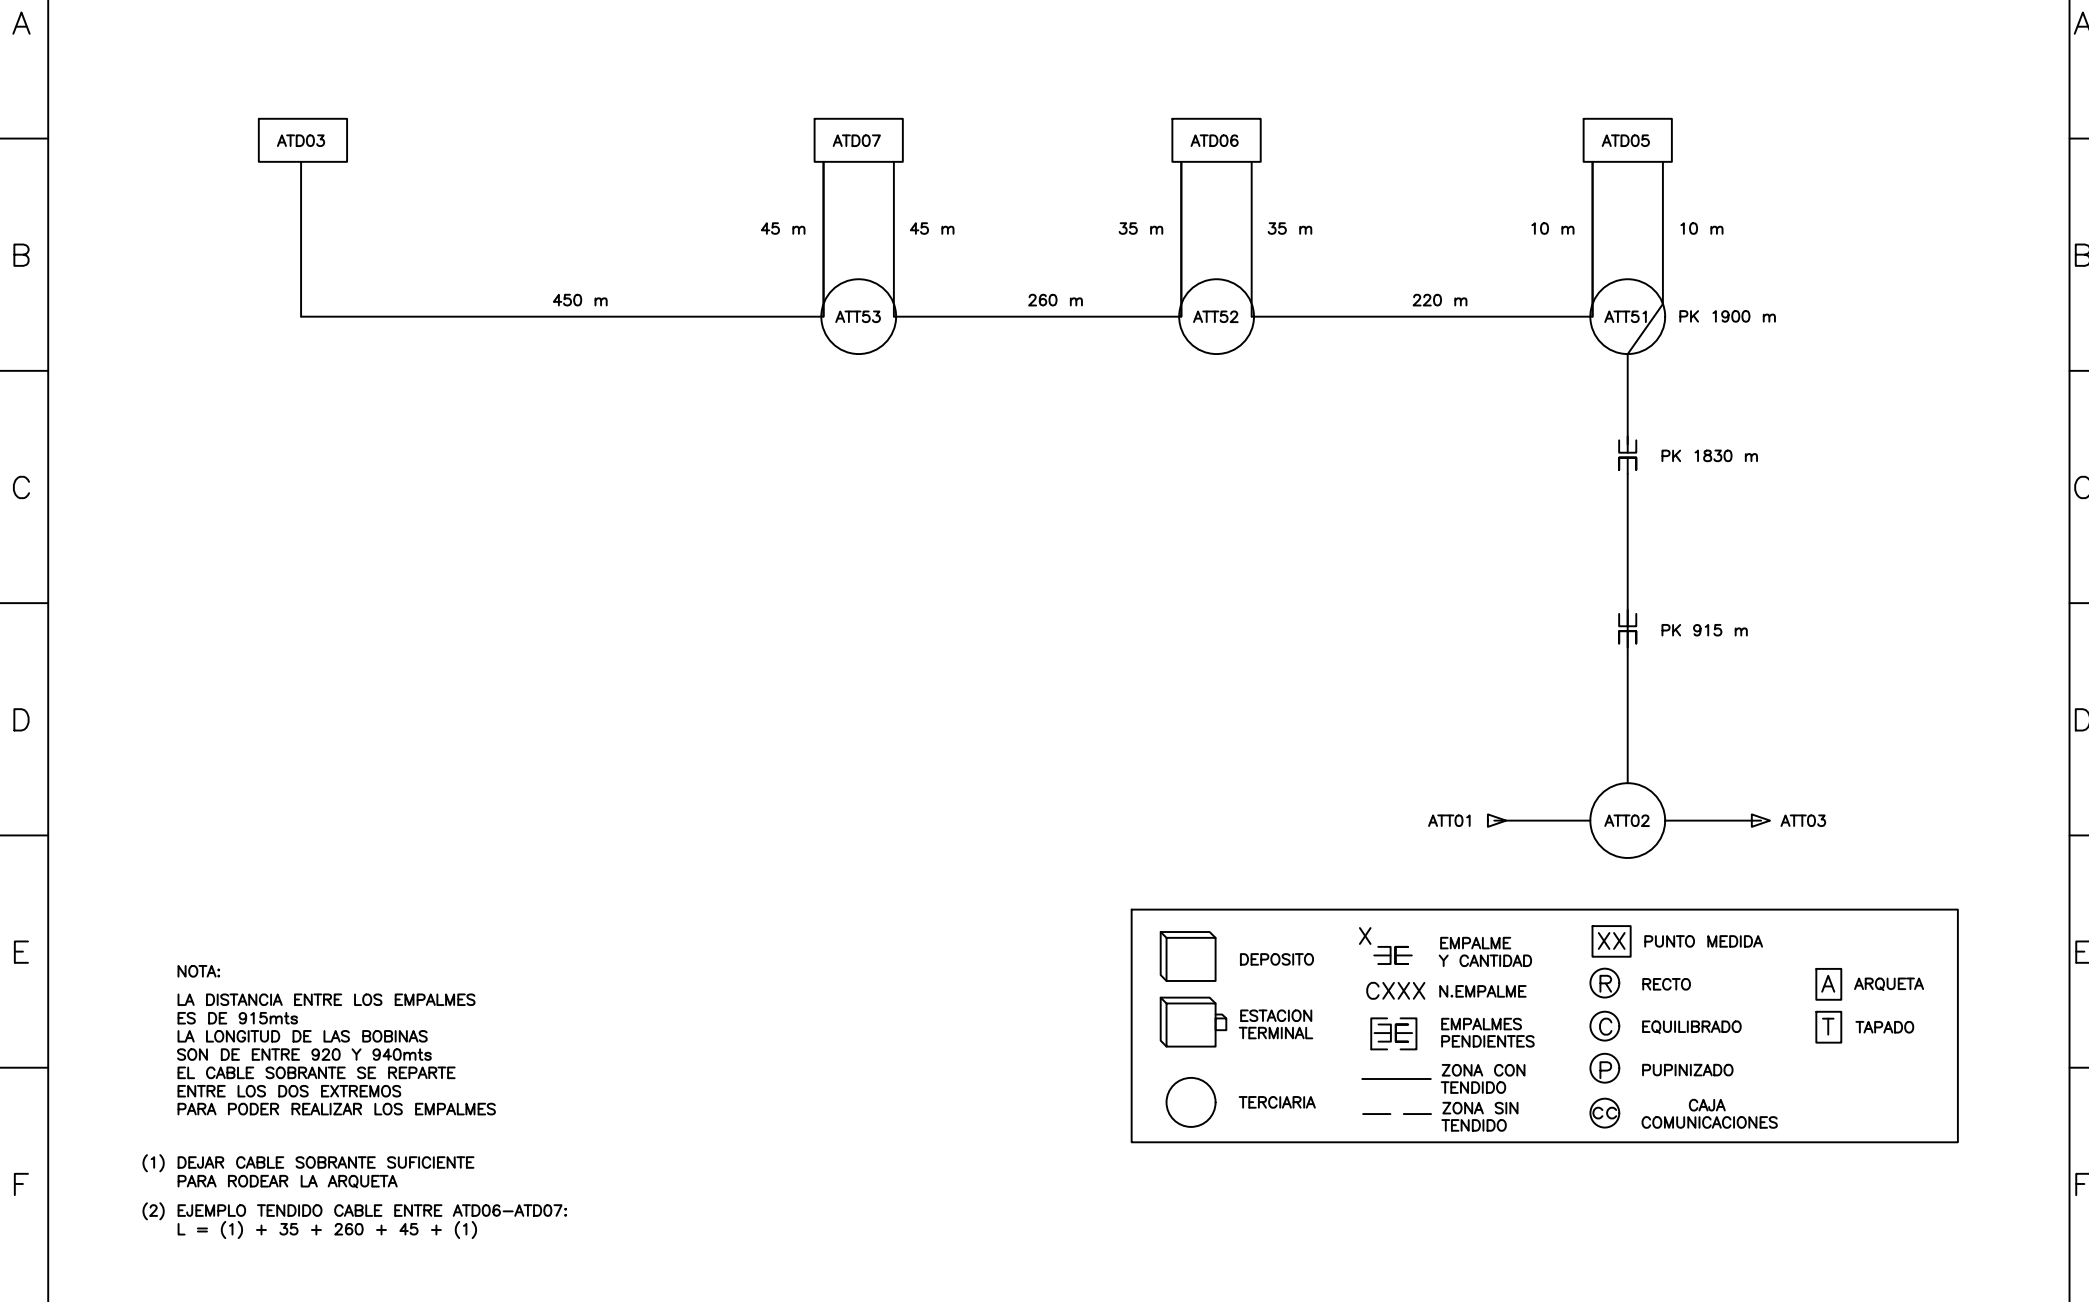 A A
ATD03 ATD07 ATD06 ATD05
45 m 45 m 35 m 35 m 10 m 10 m
B B
450 m 260 m 220 m
ATT53 ATT52 ATT51 PK 1900 m
PK 1830 m
C C
PK 915 m
D D
ATT01 ATT02 ATT03
E E
NOTA:
LA DISTANCIA ENTRE LOS EMPALMES
ES DE 915mts
LA LONGITUD DE LAS BOBINAS
SON DE ENTRE 920 Y 940mts
EL CABLE SOBRANTE SE REPARTE
ENTRE LOS DOS EXTREMOS
PARA PODER REALIZAR LOS EMPALMES
(1) DEJAR CABLE SOBRANTE SUFICIENTE
PARA RODEAR LA ARQUETA
(2) EJEMPLO TENDIDO CABLE ENTRE ATD06-ATD07:
L = (1) + 35 + 260 + 45 + (1)
F F
DEPOSITO
ESTACION
TERMINAL
TERCIARIA
X EMPALME
Y CANTIDAD
CXXX N.EMPALME
EMPALMES
PENDIENTES
ZONA CON
TENDIDO
ZONA SIN
TENDIDO
XX PUNTO MEDIDA
R RECTO
C EQUILIBRADO
P PUPINIZADO
CC CAJA
COMUNICACIONES
A ARQUETA
T TAPADO